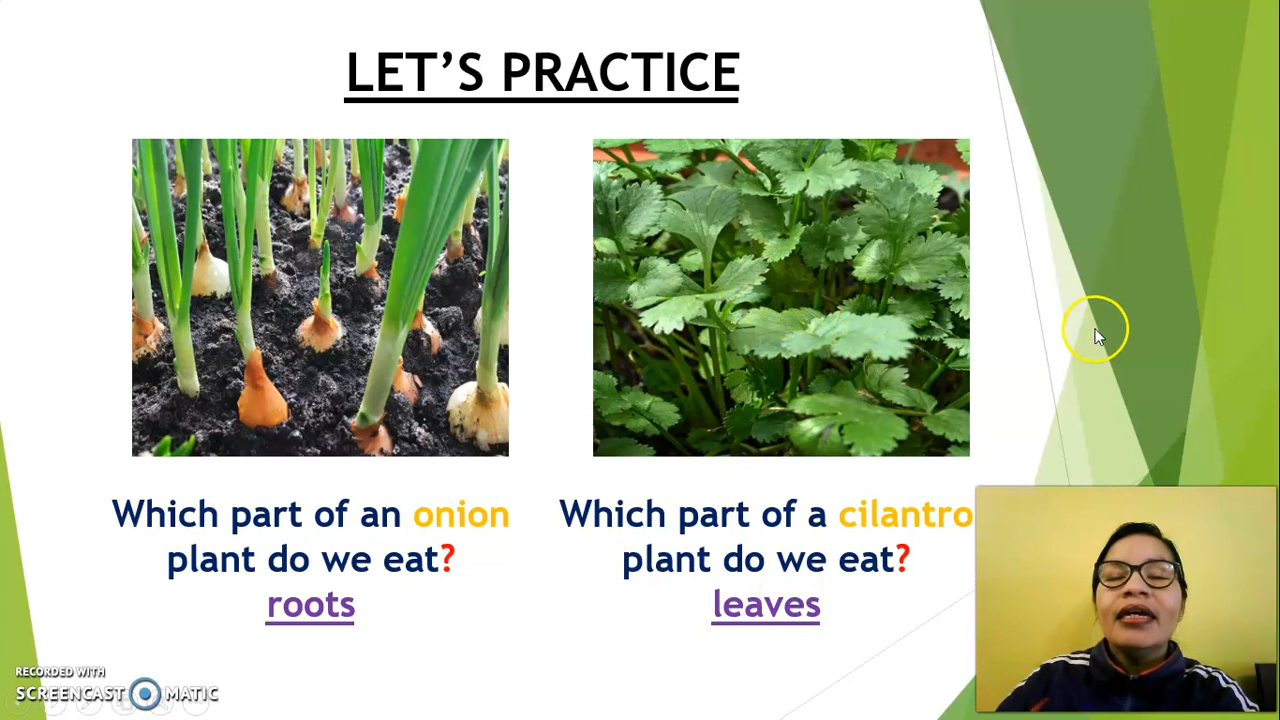 LET'S PRACTICE
Which part of an onion
plant do we eat?
roots
Which part of a cilantro
plant do we eat?
leaves
RECORDED WITH
SCREENCAST MATIC